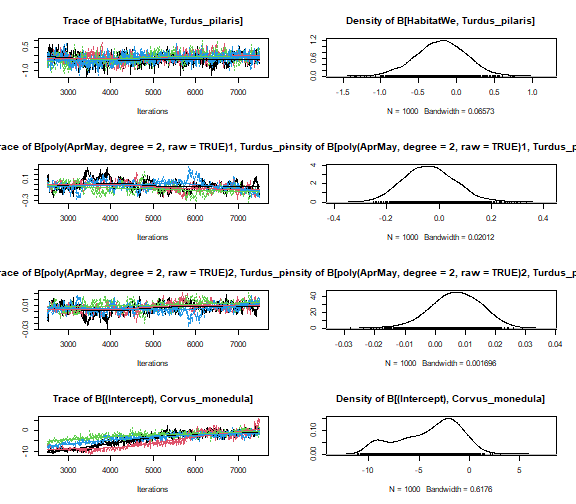 Trace of B[HabitatWe, Turdus_pilaris]
Density of B[HabitatWe, Turdus_pilaris]
0.5
-1.0
3000 4000 5000 6000 7000
Iterations
1.2
0.6
0.0
-1.5 -1.0 -0.5 0.0 0.5 1.0
N = 1000 Bandwidth = 0.06573
race of B[poly(AprMay, degree = 2, raw = TRUE)1, Turdus_p
nsity of B[poly(AprMay, degree = 2, raw = TRUE)1, Turdus_p
0.1
-0.3
3000 4000 5000 6000 7000
Iterations
4
2
0
-0.4 -0.2 0.0 0.2 0.4
N = 1000 Bandwidth = 0.02012
race of B[poly(AprMay, degree = 2, raw = TRUE)2, Turdus_p
nsity of B[poly(AprMay, degree = 2, raw = TRUE)2, Turdus_p
0.01
-0.03
3000 4000 5000 6000 7000
Iterations
40
20
0
-0.03 -0.02 -0.01 0.00 0.01 0.02 0.03 0.04
N = 1000 Bandwidth = 0.001696
Trace of B[(Intercept), Corvus_monedula]
Density of B[(Intercept), Corvus_monedula]
0
-10
3000 4000 5000 6000 7000
Iterations
0.10
0.00
-10 -5 0 5
N = 1000 Bandwidth = 0.6176